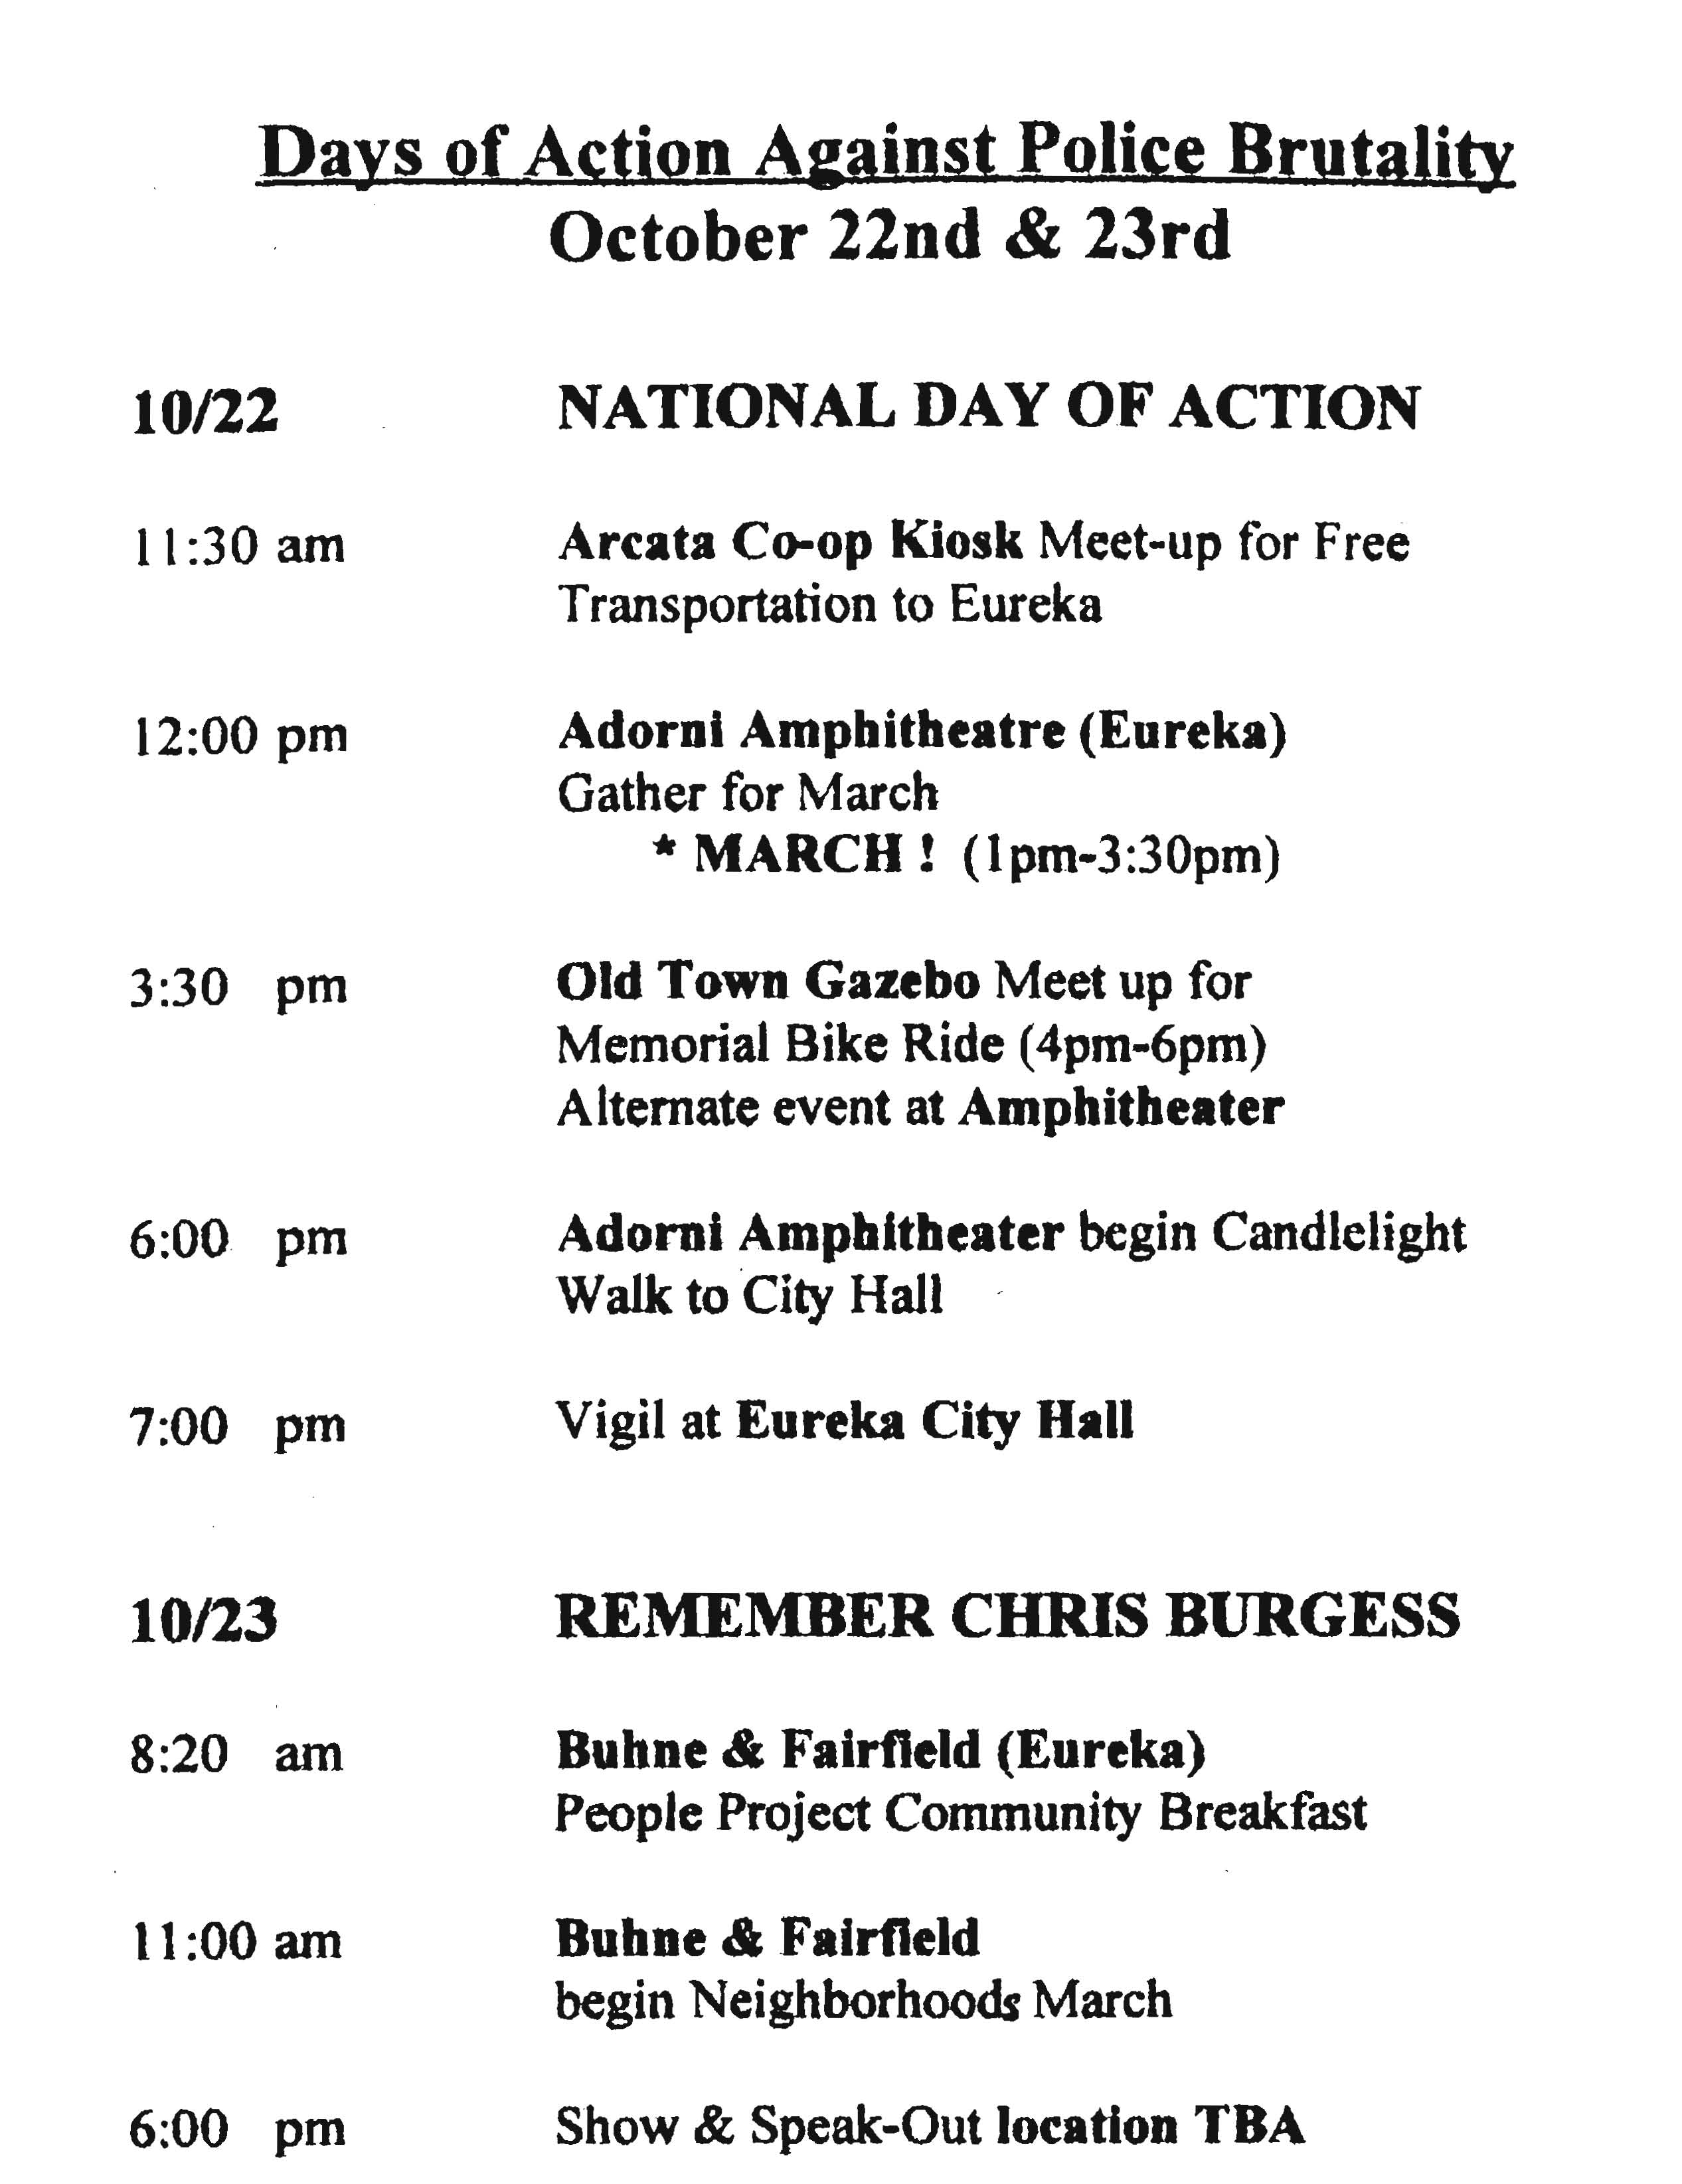 Days of Action Against Police Brutality
October 22nd & 23rd
10/22 NATIONAL DAY OF ACTION
11:30 am Arcata Co-op Kiosk Meet-up for Free
Transportation to Eureka
12:00 pm Adorni Amphitheatre (Eureka)
Gather for March
* MARCH ! (1pm-3:30pm)
3:30 pm Old Town Gazebo Meet up for
Memorial Bike Ride (4pm-6pm)
Alternate event at Amphitheater
6:00 pm Adorni Amphitheater begin Candlelight
Walk to City Hall
7:00 pm Vigil at Eureka City Hall
10/23 REMEMBER CHRIS BURGESS
8:20 am Buhne & Fairfield (Eureka)
People Project Community Breakfast
11:00 am Buhne & Fairfield
begin Neighborhoods March
6:00 pm Show & Speak-Out location TBA